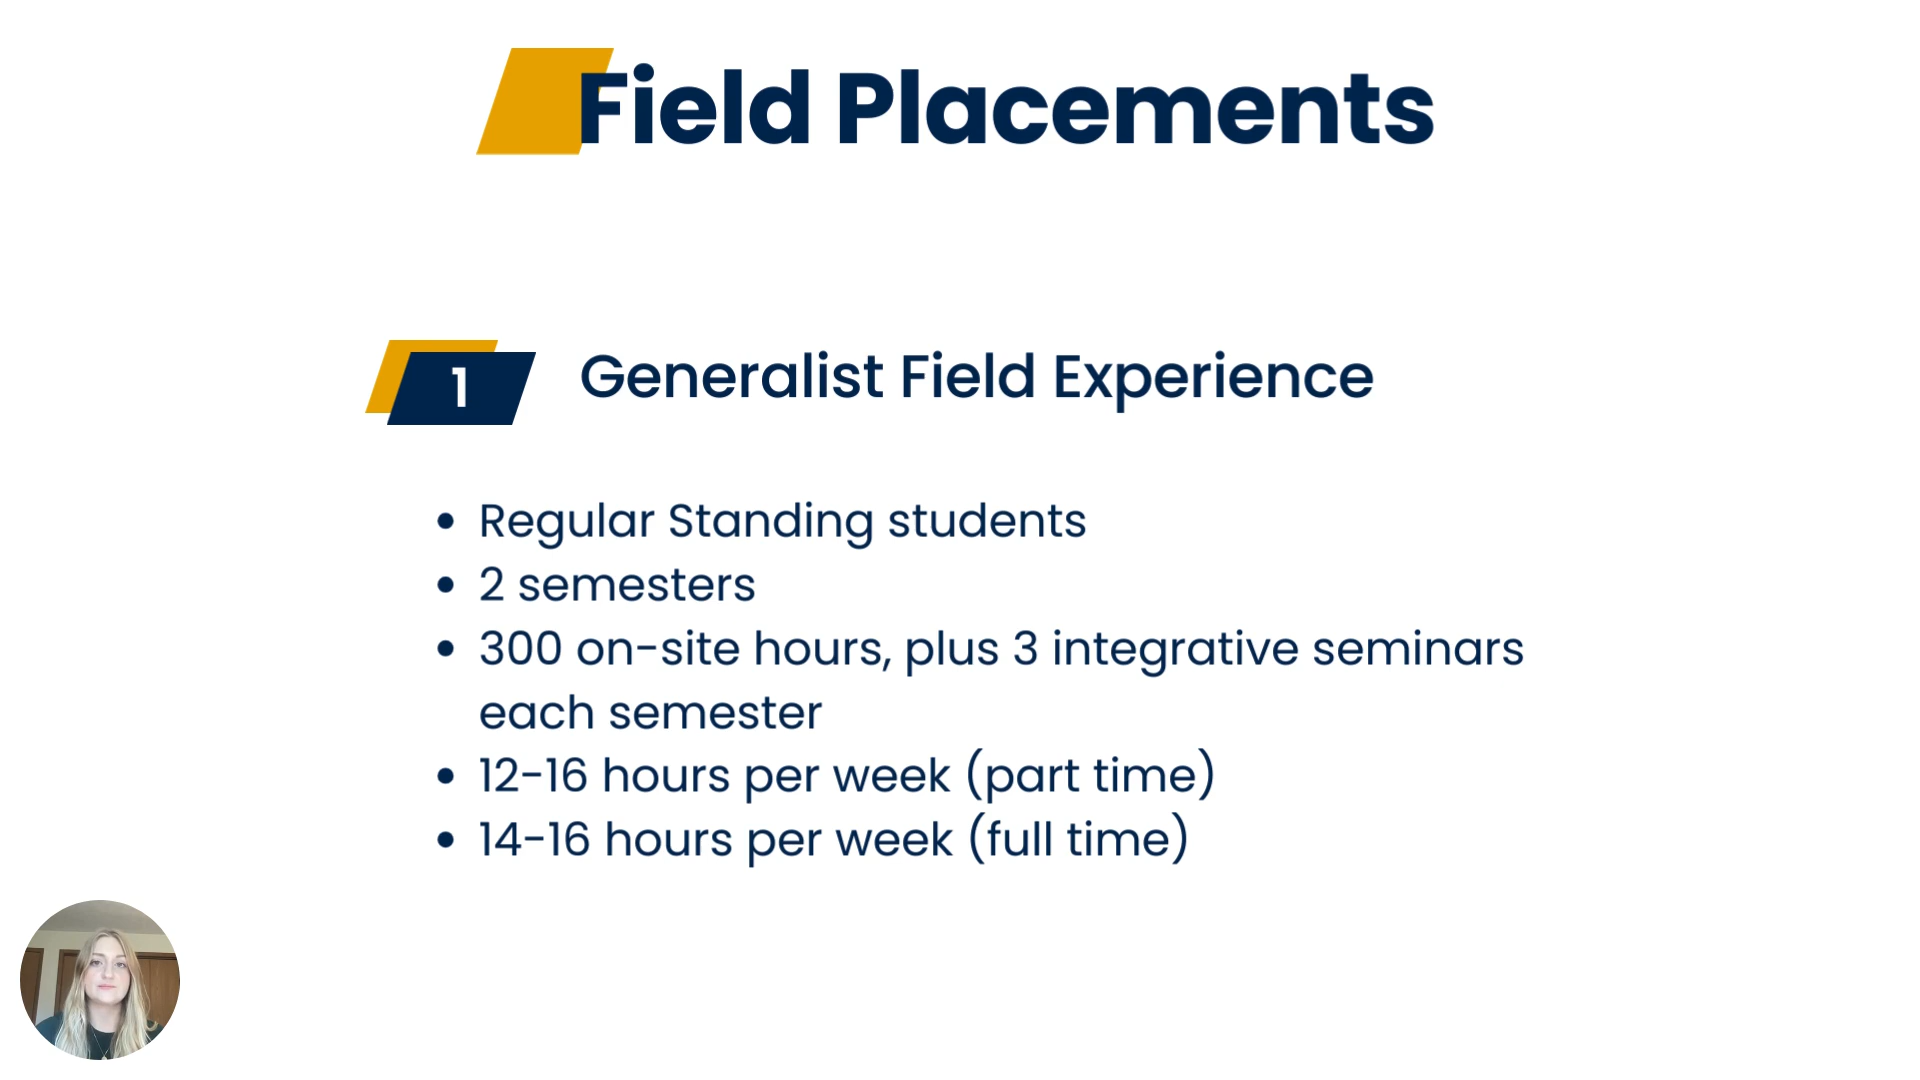 Field Placements
1
Generalist Field Experience
• Regular Standing students
• 2 semesters
• 300 on-site hours, plus 3 integrative seminars
each semester
• 12-16 hours per week (part time)
• 14-16 hours per week (full time)